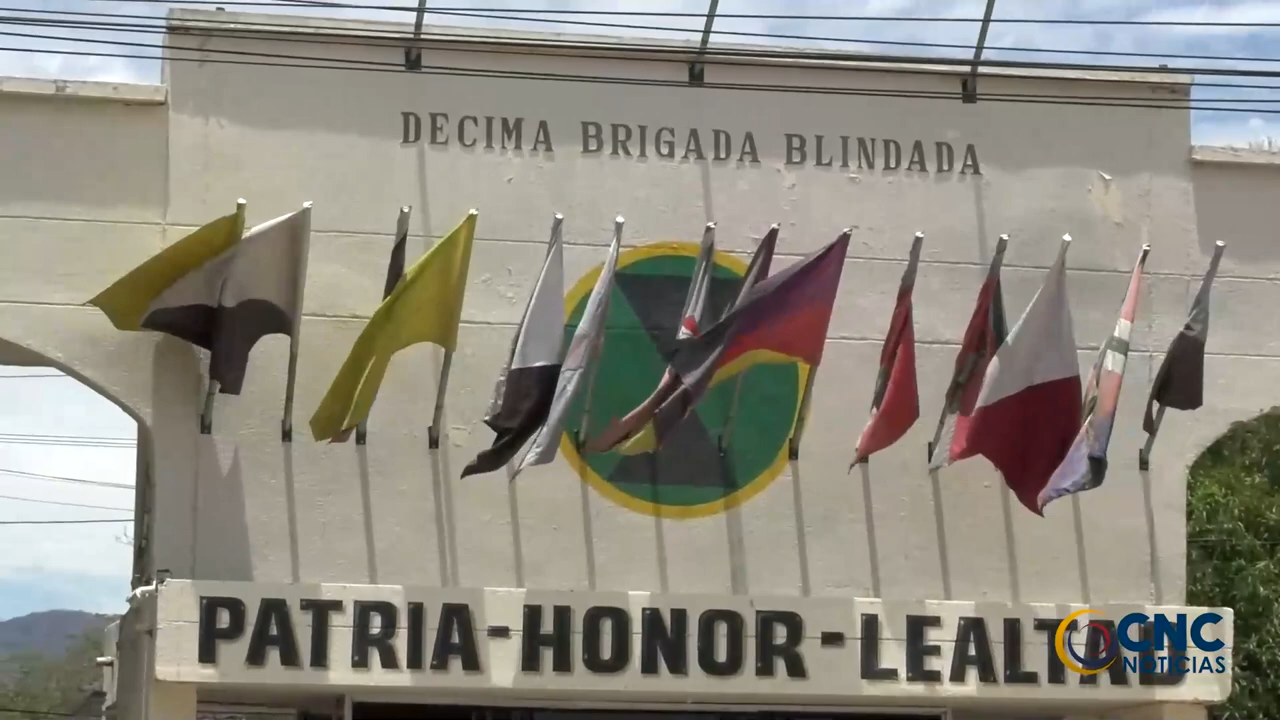 DECIMA BRIGADA BLINDADA
PATRIA-HONOR-LEALTAD
CNC
NOTICIAS